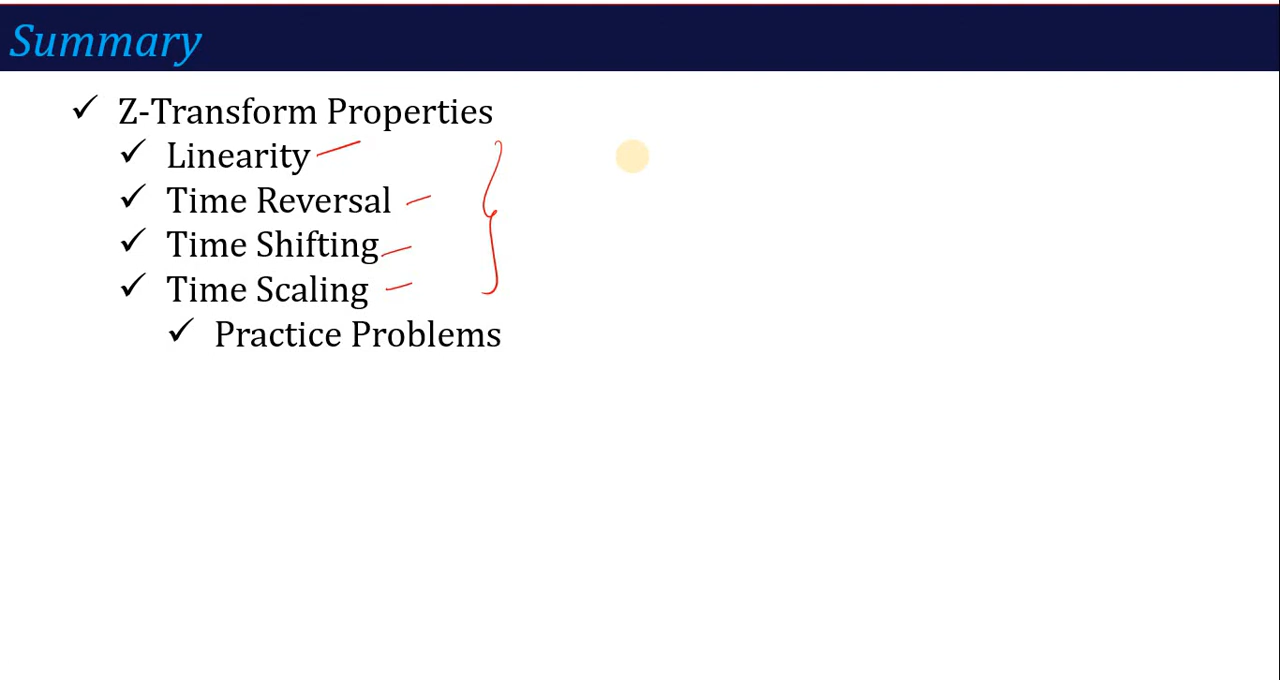 Summary
✓ Z-Transform Properties
✓ Linearity
✓ Time Reversal
✓ Time Shifting
✓ Time Scaling
✓ Practice Problems